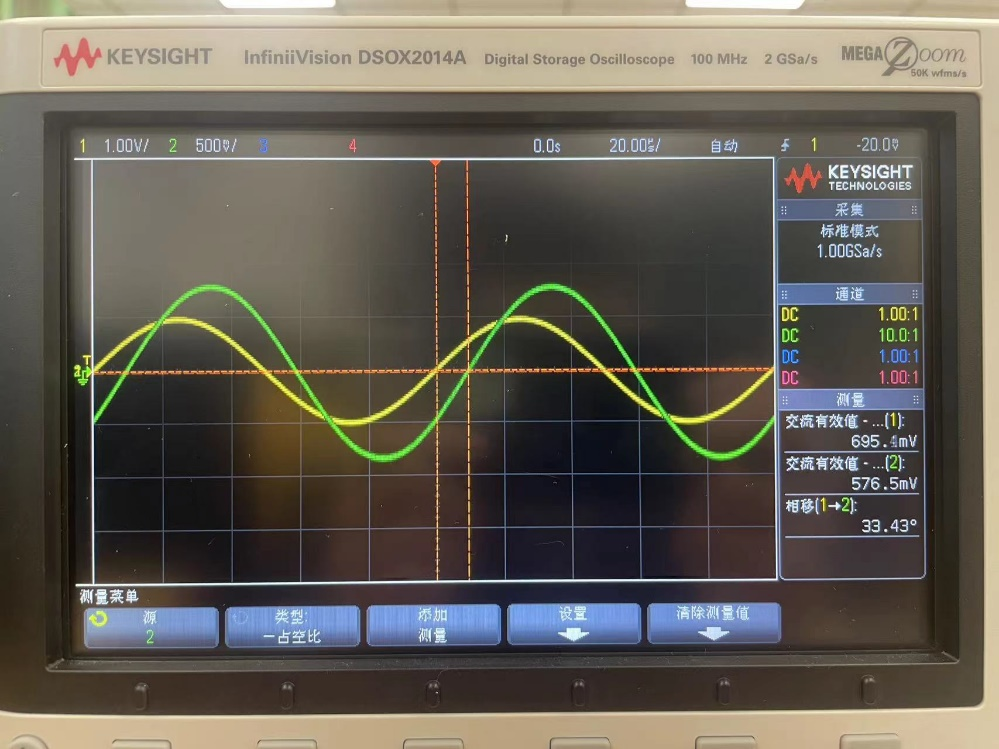 KEYSIGHT InfiniiVision DSOX2014A Digital Storage Oscilloscope 100 MHz 2 GSa/s MEGA Zoom
50K wfms/s
1 1.00V/ 2 500mV/ 3 4 0.0s 20.00us/ 自动 1 -20.0V
KEYSIGHT
TECHNOLOGIES
采集
标准模式
1.00GSa/s
通道
DC 1.00:1
DC 10.0:1
DC 1.00:1
DC 1.00:1
测量
交流有效值 - ...(1):
695.4mV
交流有效值 - ...(2):
576.5mV
相移(1→2):
33.43°
T
测量菜单
源
2
类型:
一占空比
添加
测量
设置
清除测量值